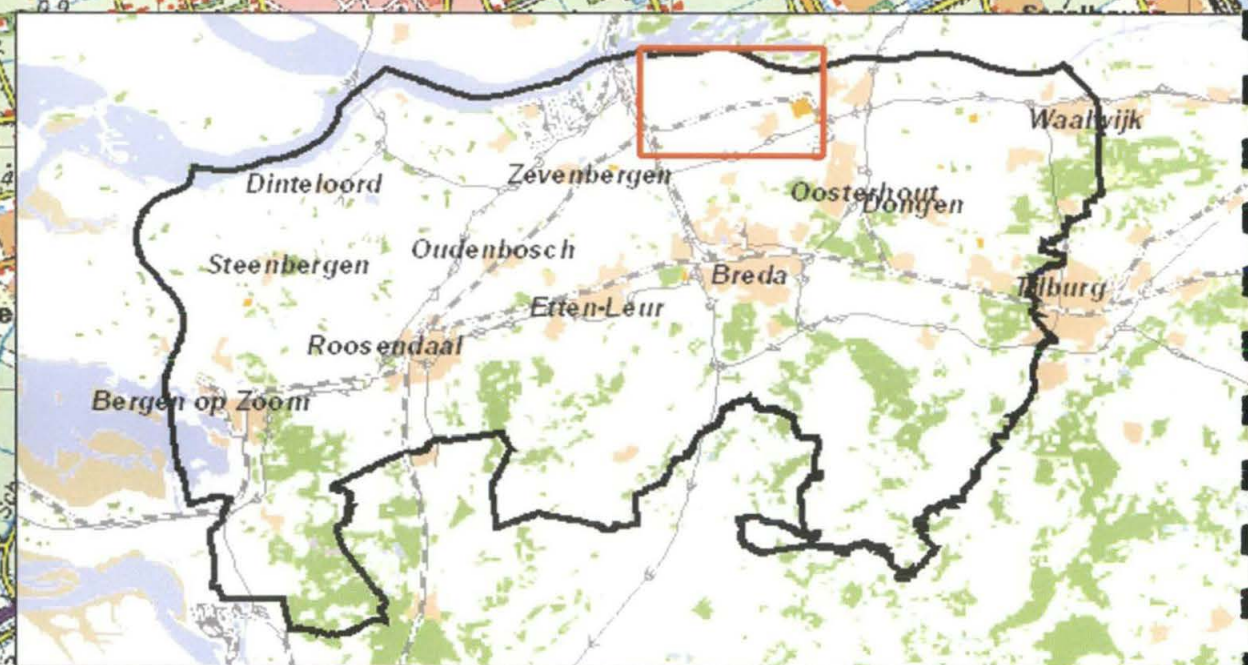 Waalwijk
Zevenbergen
Dinteloord
Oosterhout
Dongen
Oudenbosch
Steenbergen
Breda
Tilburg
Etten-Leur
Roosendaal
Bergen op Zoom